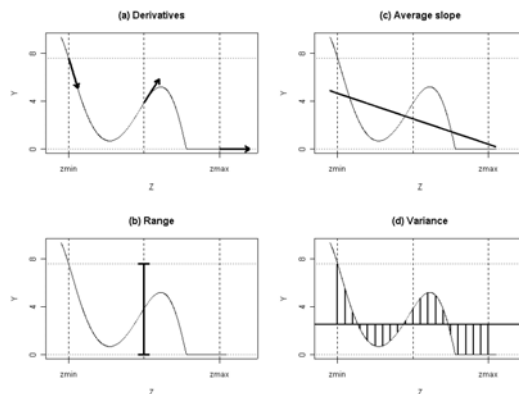 (a) Derivatives
Y
8
4
0
zmin
zmax
Z
(c) Average slope
Y
8
4
0
zmin
zmax
Z
(b) Range
Y
8
4
0
zmin
zmax
Z
(d) Variance
Y
8
4
0
zmin
zmax
Z